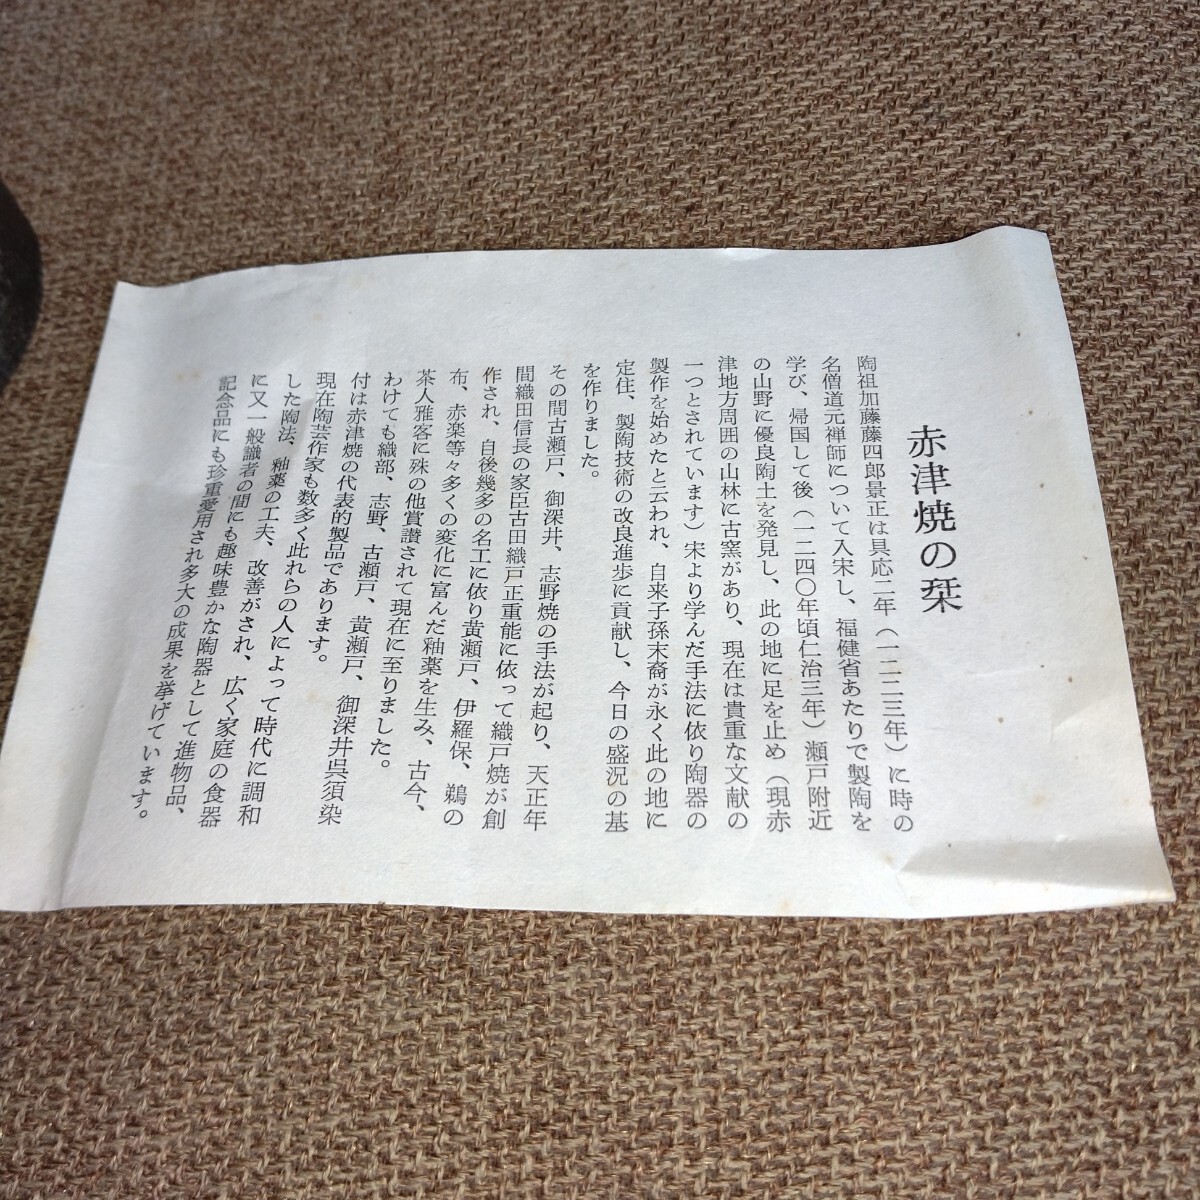 赤津焼の栞
陶祖加藤藤四郎景正は具応二年（一二二三年）に時の
名僧道元禅師について入宋し、福健省あたりで製陶を
学び、帰国して後（一二四〇年頃仁治三年）瀬戸附近
の山野に優良陶土を発見し、此の地に足を止め（現赤
津地方周囲の山林に古窯があり、現在は貴重な文献の
一つとされています）宋より学んだ手法に依り陶器の
製作を始めたと云われ、自来子孫末裔が永く此の地に
定住、製陶技術の改良進歩に貢献し、今日の盛況の基
を作りました。
その間古瀬戸、御深井、志野焼の手法が起り、天正年
間織田信長の家臣古田織戸正重能に依って織戸焼が創
作され、自後幾多の名工に依り黄瀬戸、伊羅保、鵜の
布、赤楽等々多くの変化に富んだ釉薬を生み、古今、
茶人雅客に殊の他賞讃されて現在に至りました。
わけても織部、志野、古瀬戸、黄瀬戸、御深井呉須染
付は赤津焼の代表的製品であります。
現在陶芸作家も数多く此れらの人によって時代に調和
した陶法、釉薬の工夫、改善がされ、広く家庭の食器
に又一般識者の間にも趣味豊かな陶器として進物品、
記念品にも珍重愛用され多大の成果を挙げています。